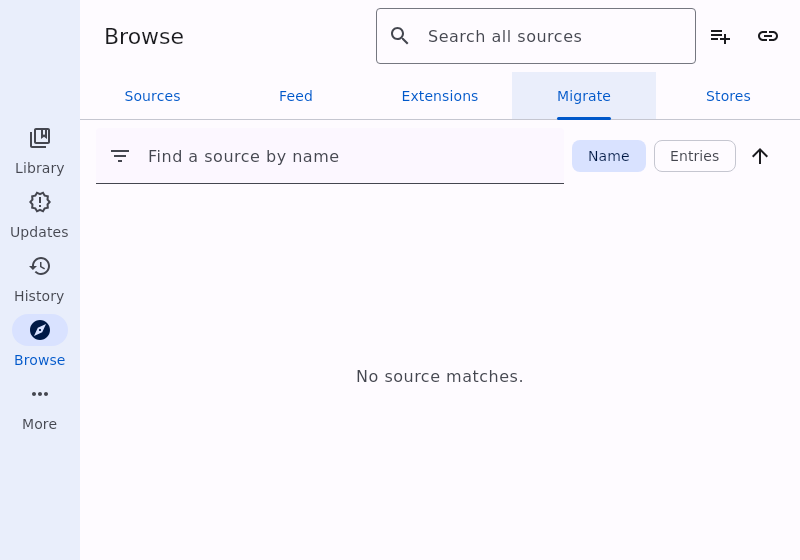 Browse
Search all sources
Sources
Feed
Extensions
Migrate
Stores
Find a source by name
Name
Entries
Library
Updates
History
Browse
More
No source matches.